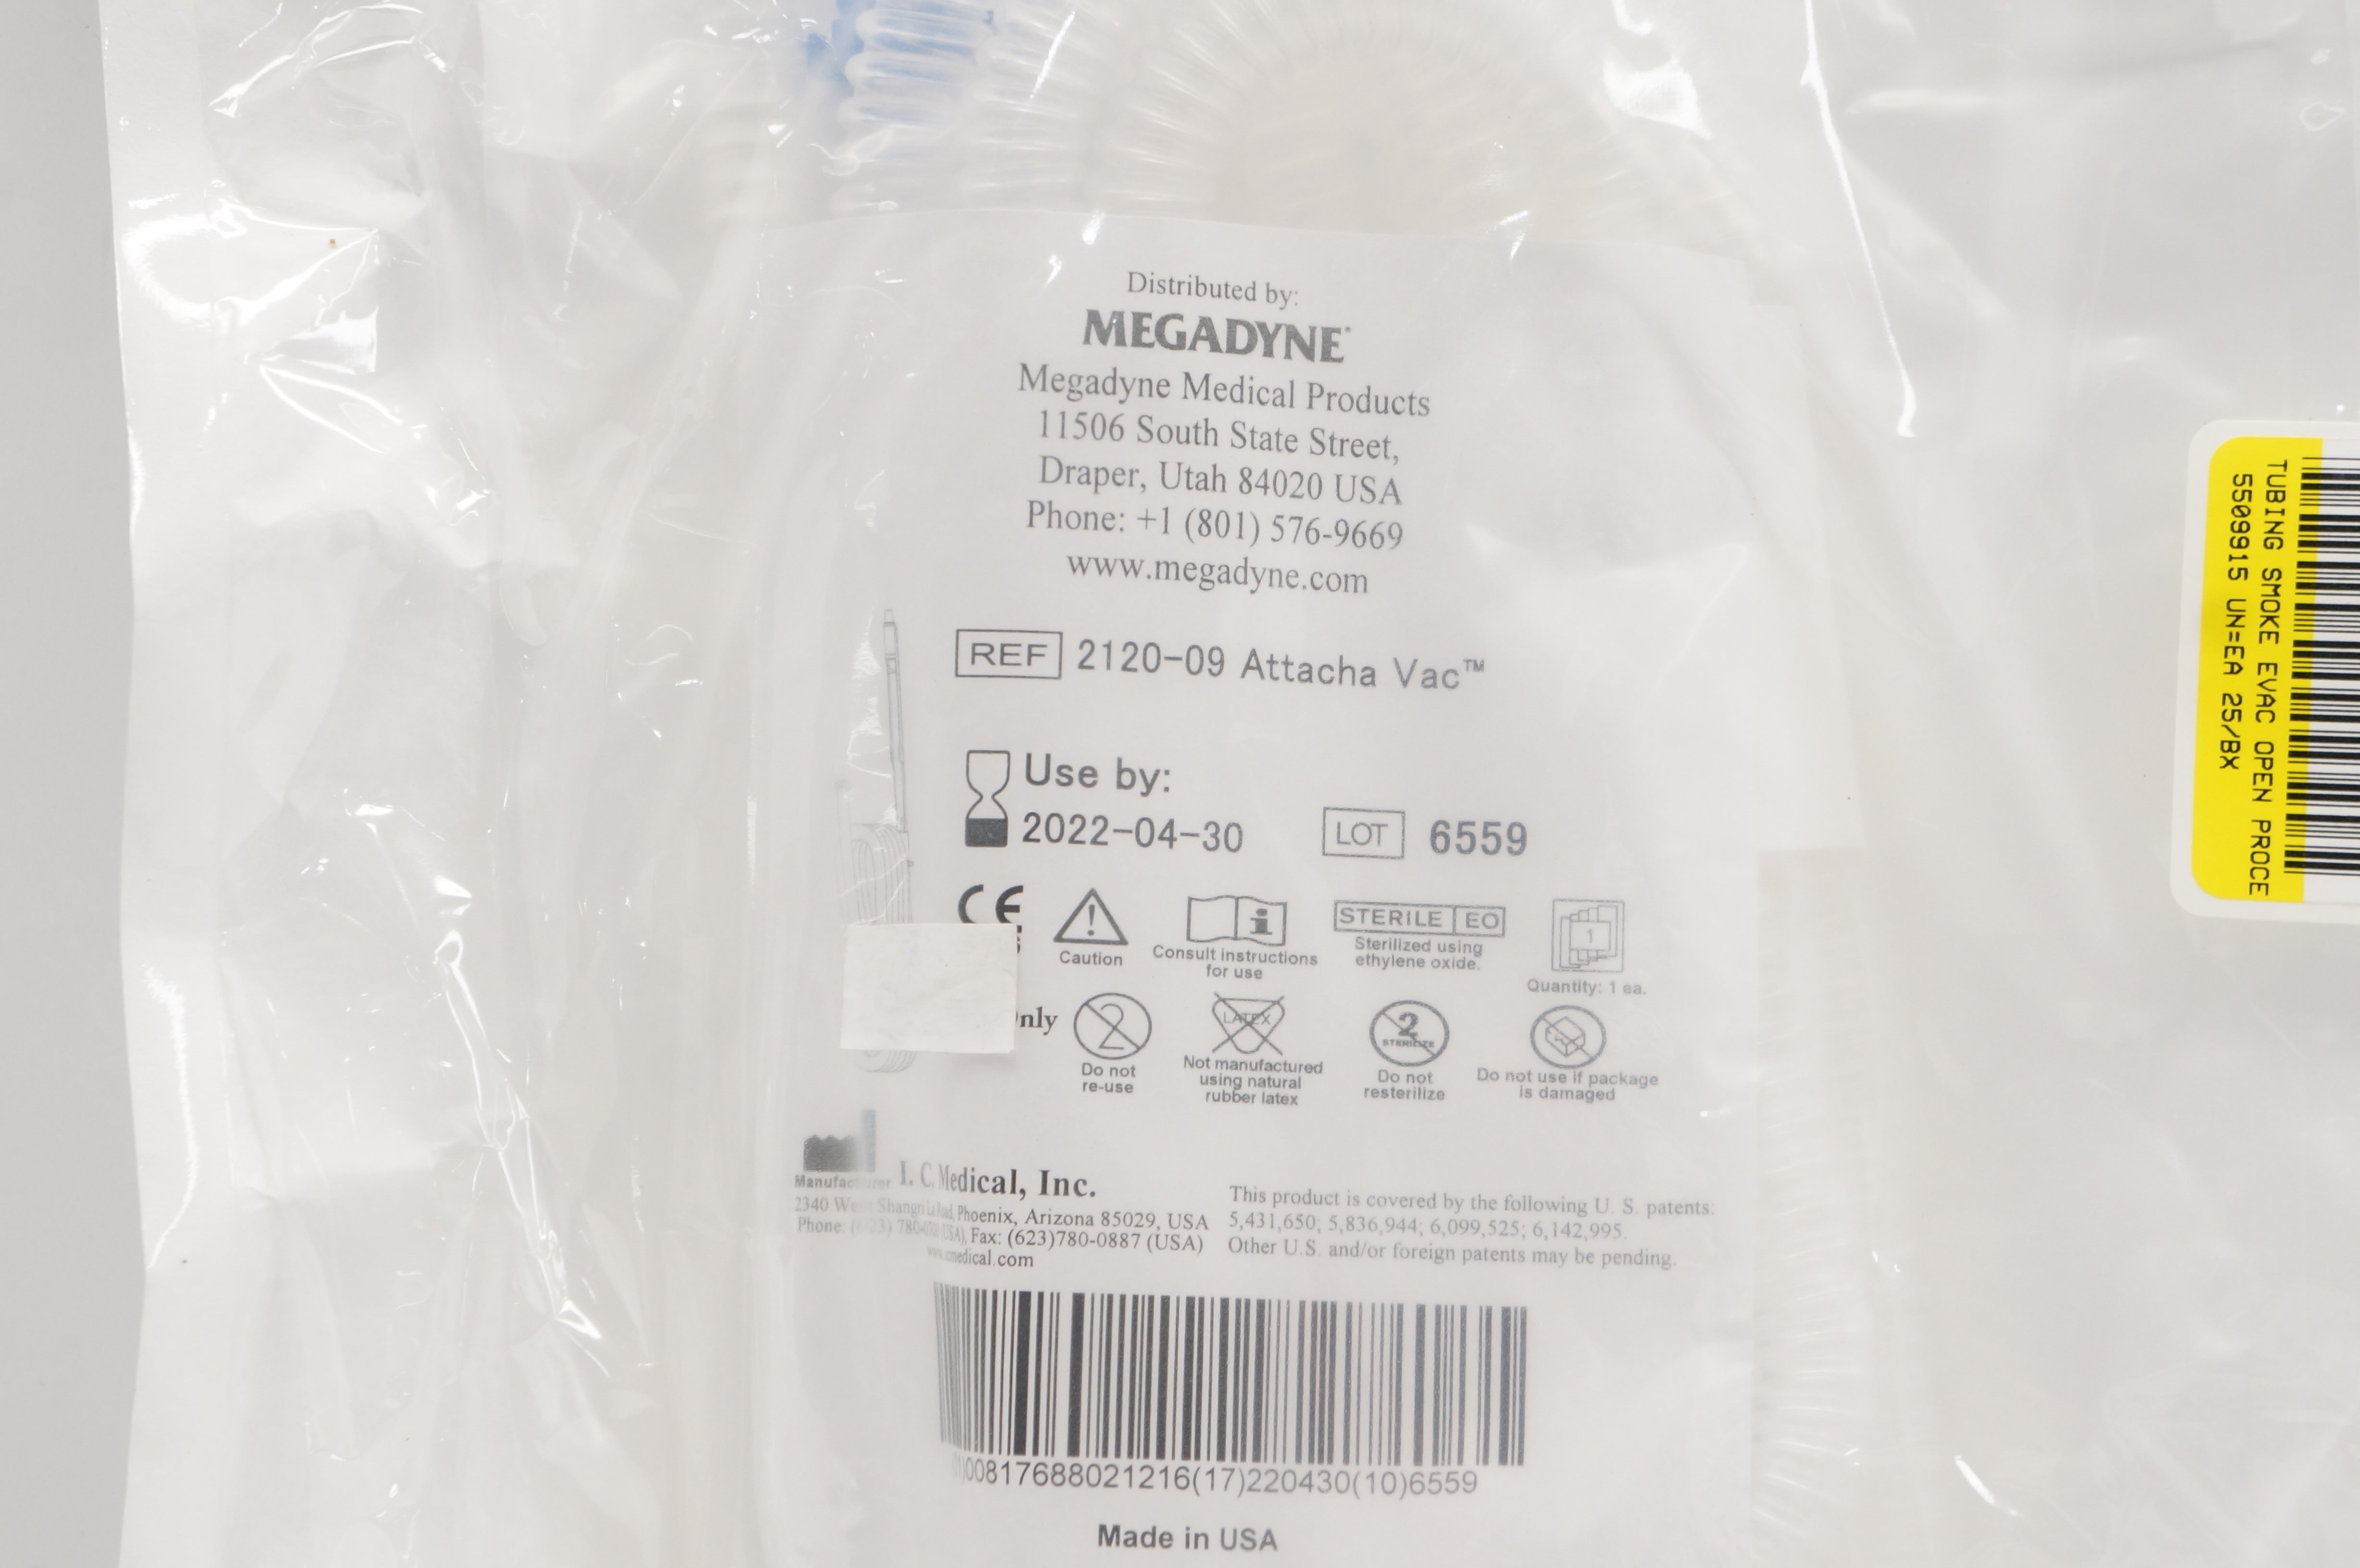 Distributed by:
MEGADYNE
Megadyne Medical Products
11506 South State Street,
Draper, Utah 84020 USA
Phone: +1 (801) 576-9669
www.megadyne.com
REF 2120-09 Attacha Vac™
Use by:
2022-04-30
LOT 6559
CE
Caution
Consult instructions
for use
STERILE EO
Sterilized using
ethylene oxide.
1
Quantity: 1 ea.
2
Do not
re-use
LATEX
Not manufactured
using natural
rubber latex
2
STERILIZE
Do not
resterilize
Do not use if package
is damaged
I. C. Medical, Inc.
2340 Phoenix, Arizona 85029, USA
Phone: Fax: (623)780-0887 (USA)
This product is covered by the following U. S. patents:
5,431,650; 5,836,944; 6,099,525; 6,142,995.
Other U.S. and/or foreign patents may be pending.
00817688021216(17)220430(10)6559
Made in USA
TUBING SMOKE EVAC OPEN PROCE
5509915 UN=EA 25/BX